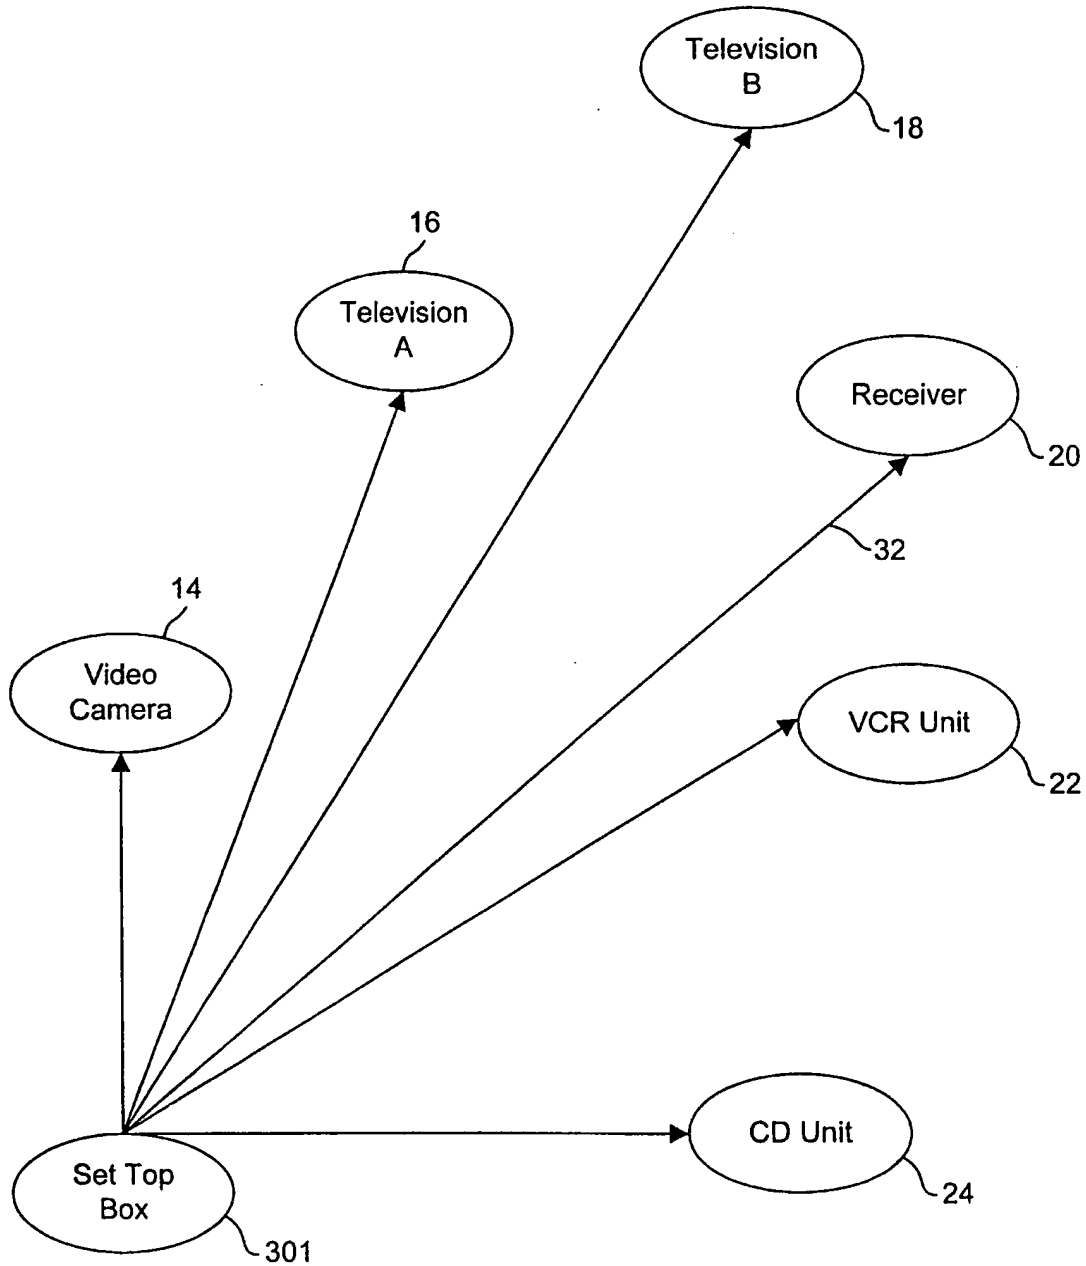 Television
B
18
16
Television
A
Receiver
20
32
14
Video
Camera
VCR Unit
22
CD Unit
24
Set Top
Box
301